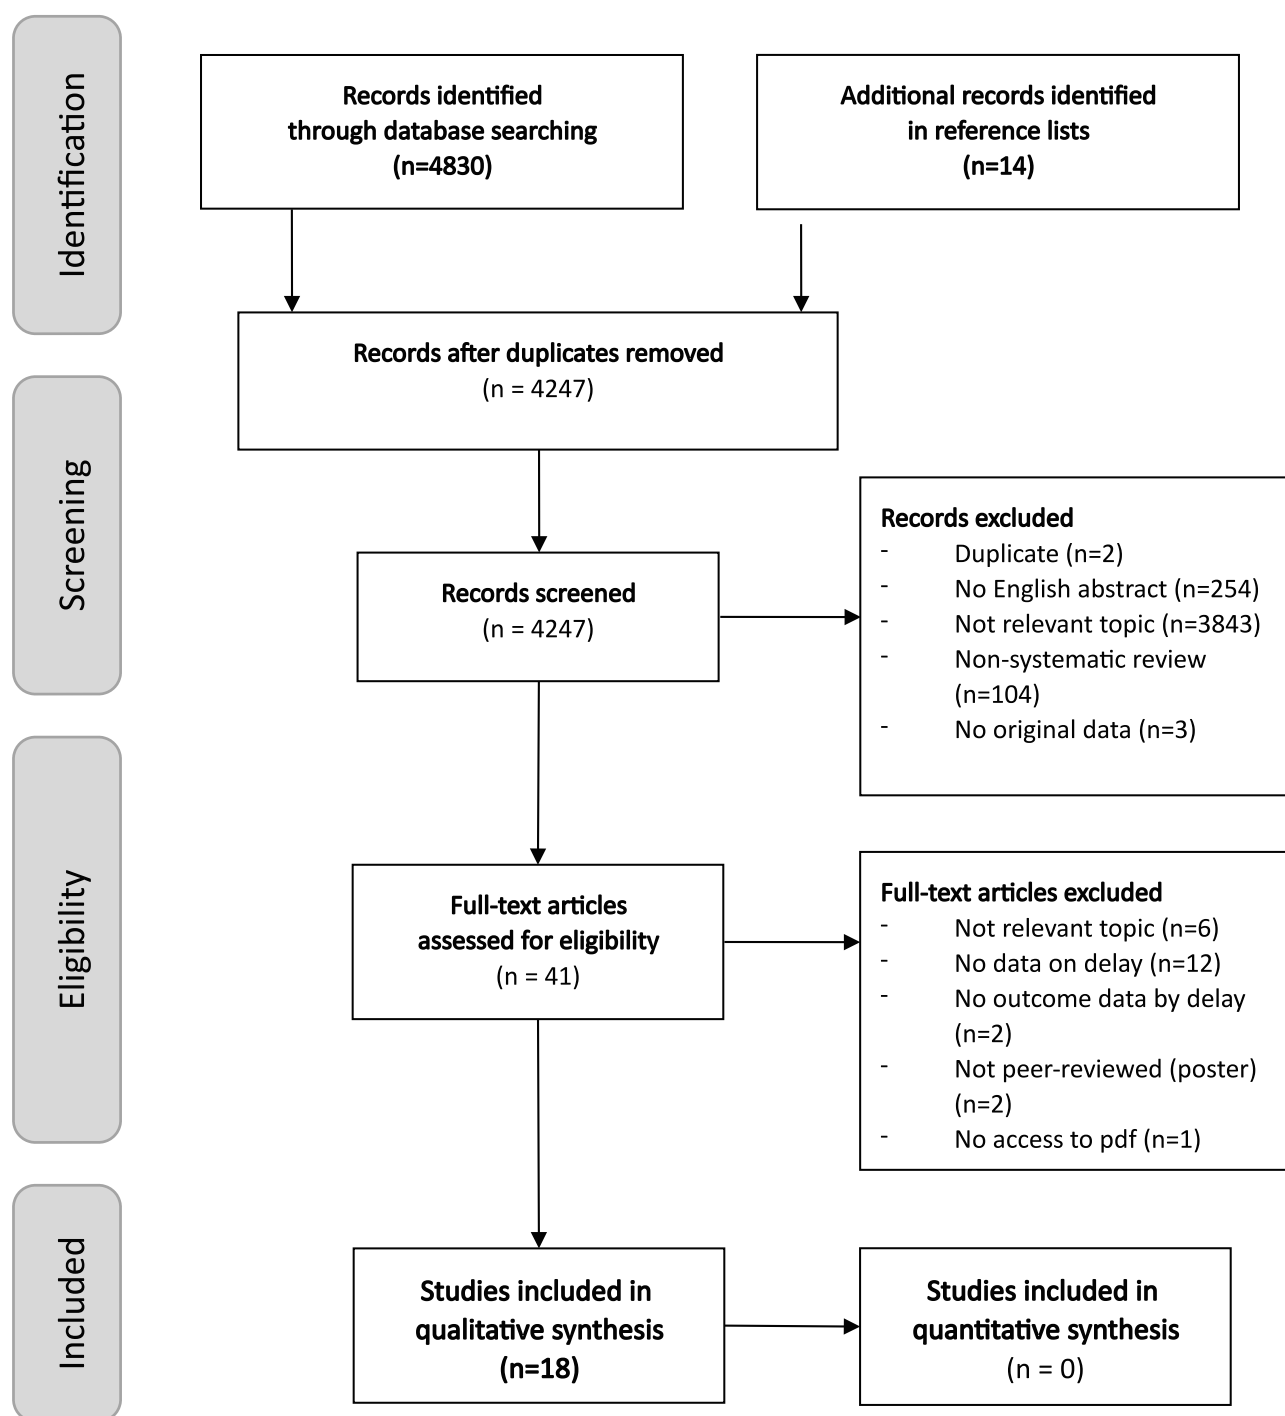 Identification
Records identified
through database searching
(n=4830)
Additional records identified
in reference lists
(n=14)
Records after duplicates removed
(n = 4247)
Screening
Records screened
(n = 4247)
Records excluded
- Duplicate (n=2)
- No English abstract (n=254)
- Not relevant topic (n=3843)
- Non-systematic review
(n=104)
- No original data (n=3)
Eligibility
Full-text articles
assessed for eligibility
(n = 41)
Full-text articles excluded
- Not relevant topic (n=6)
- No data on delay (n=12)
- No outcome data by delay
(n=2)
- Not peer-reviewed (poster)
(n=2)
- No access to pdf (n=1)
Included
Studies included in
qualitative synthesis
(n=18)
Studies included in
quantitative synthesis
(n = 0)